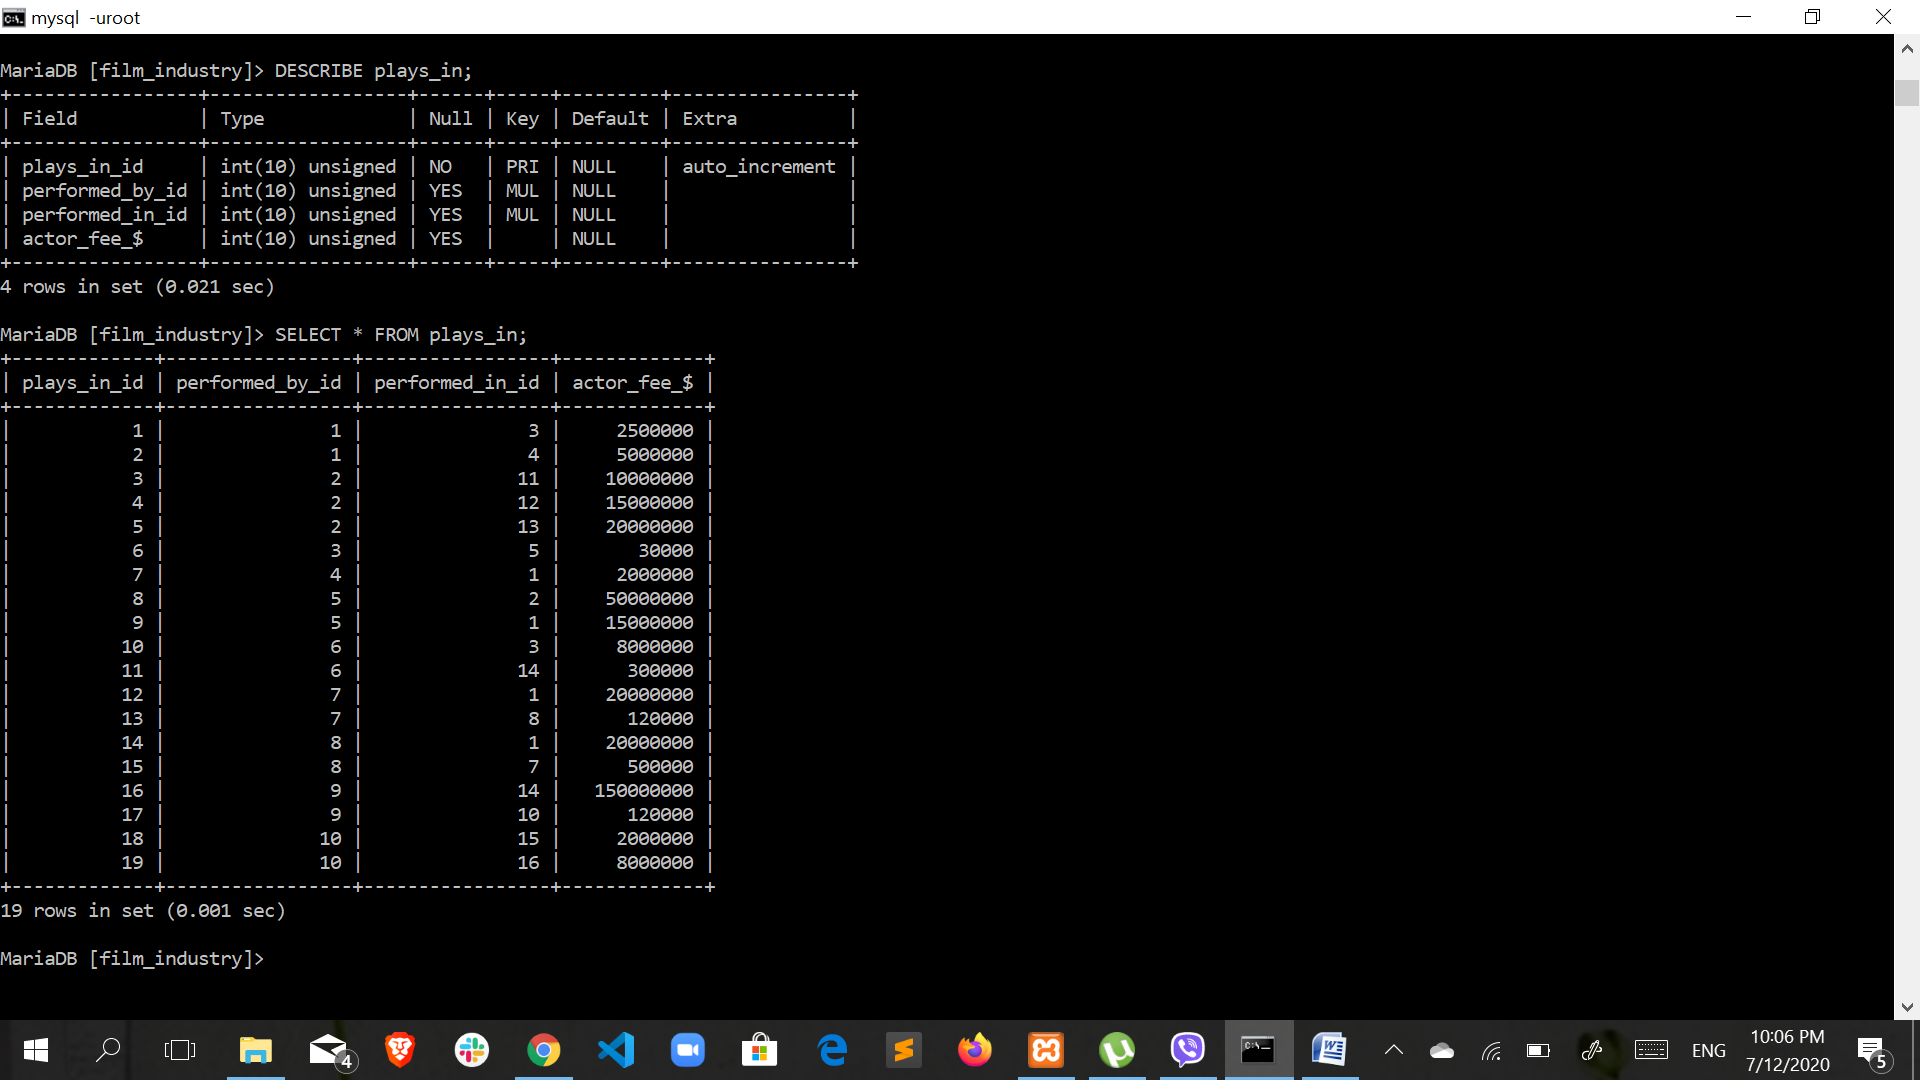 mysql  -uroot
MariaDB [film_industry]> DESCRIBE plays_in;
+-----------------+------------------+------+-----+---------+----------------+
| Field           | Type             | Null | Key | Default | Extra          |
+-----------------+------------------+------+-----+---------+----------------+
| plays_in_id     | int(10) unsigned | NO   | PRI | NULL    | auto_increment |
| performed_by_id | int(10) unsigned | YES  | MUL | NULL    |                |
| performed_in_id | int(10) unsigned | YES  | MUL | NULL    |                |
| actor_fee_$     | int(10) unsigned | YES  |     | NULL    |                |
+-----------------+------------------+------+-----+---------+----------------+
4 rows in set (0.021 sec)
MariaDB [film_industry]> SELECT * FROM plays_in;
+-------------+-----------------+-----------------+-------------+
| plays_in_id | performed_by_id | performed_in_id | actor_fee_$ |
+-------------+-----------------+-----------------+-------------+
|           1 |               1 |               3 |     2500000 |
|           2 |               1 |               4 |     5000000 |
|           3 |               2 |              11 |    10000000 |
|           4 |               2 |              12 |    15000000 |
|           5 |               2 |              13 |    20000000 |
|           6 |               3 |               5 |       30000 |
|           7 |               4 |               1 |     2000000 |
|           8 |               5 |               2 |    50000000 |
|           9 |               5 |               1 |    15000000 |
|          10 |               6 |               3 |     8000000 |
|          11 |               6 |              14 |      300000 |
|          12 |               7 |               1 |    20000000 |
|          13 |               7 |               8 |      120000 |
|          14 |               8 |               1 |    20000000 |
|          15 |               8 |               7 |      500000 |
|          16 |               9 |              14 |   150000000 |
|          17 |               9 |              10 |      120000 |
|          18 |              10 |              15 |     2000000 |
|          19 |              10 |              16 |     8000000 |
+-------------+-----------------+-----------------+-------------+
19 rows in set (0.001 sec)
MariaDB [film_industry]>
4
ENG
10:06 PM
7/12/2020
5